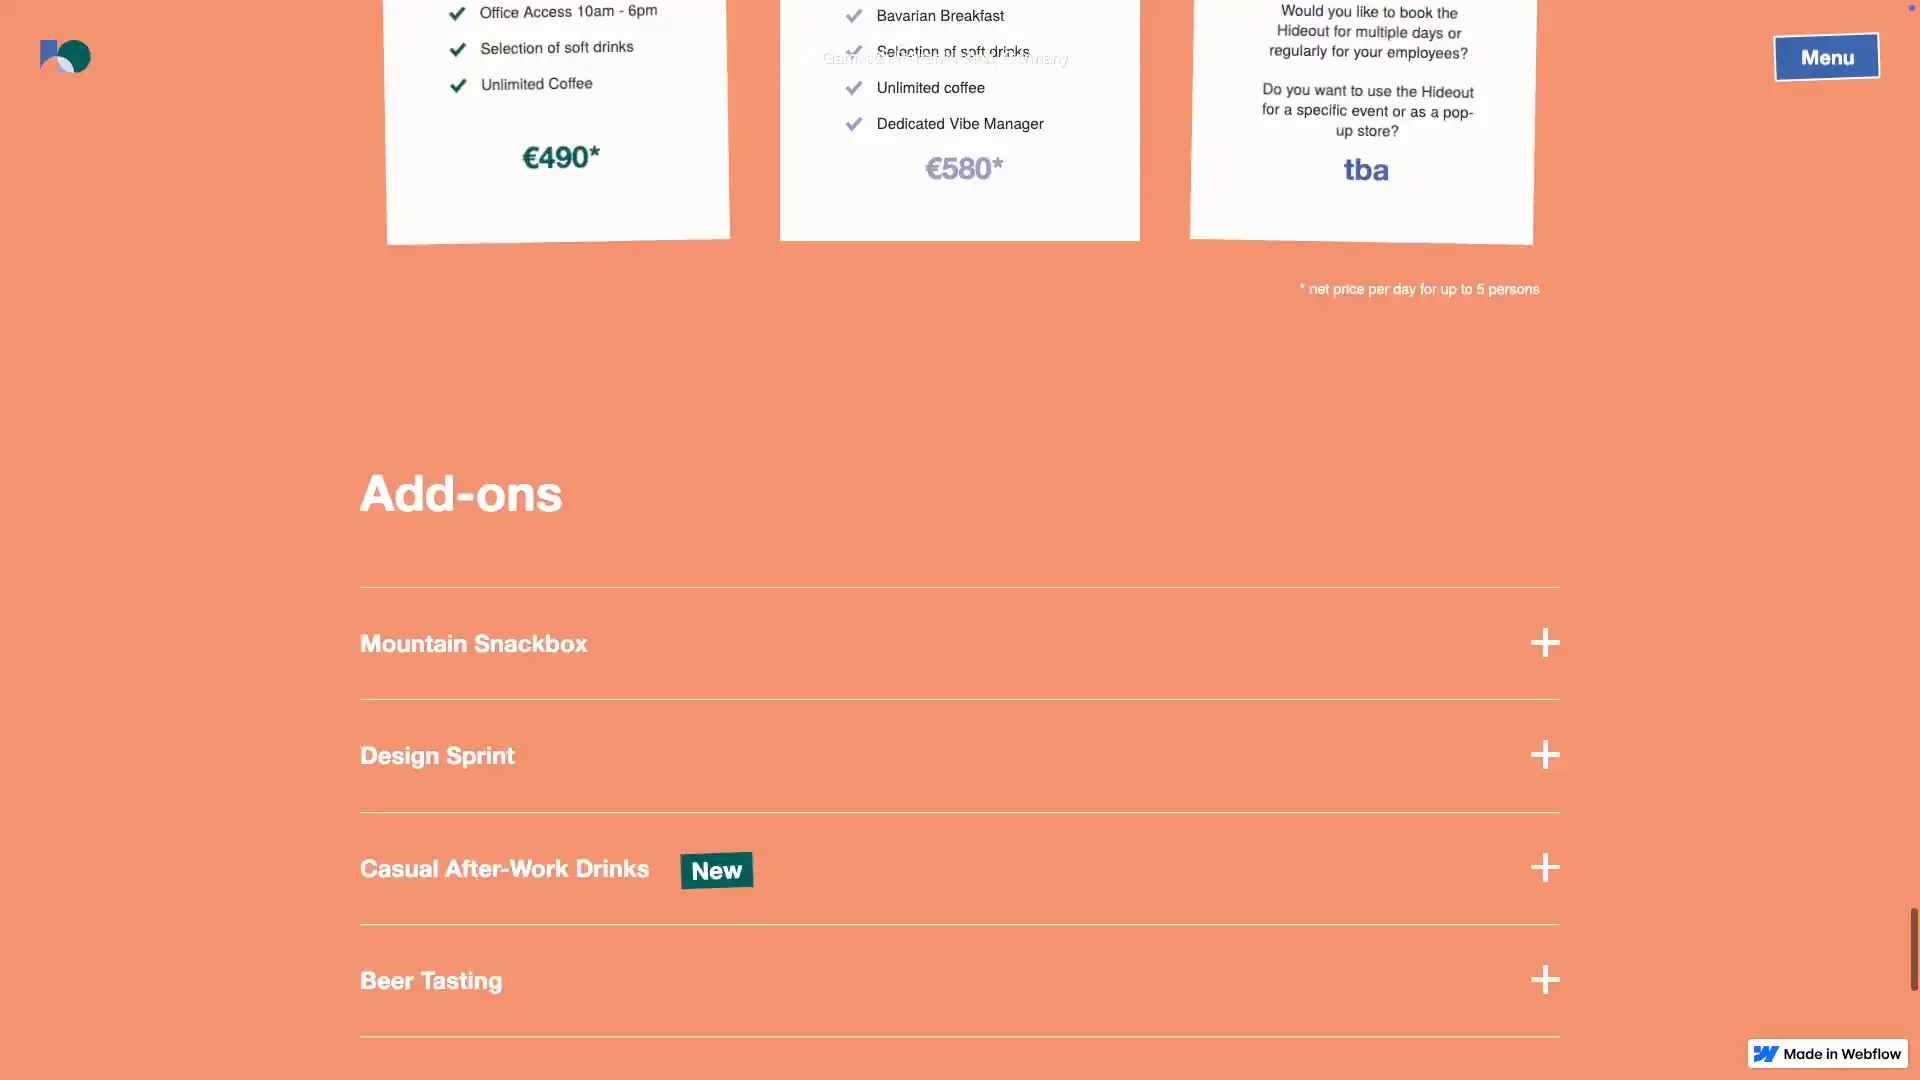 Office Access 10am - 6pm
Selection of soft drinks
Unlimited Coffee
€490*
Bavarian Breakfast
Selection of soft drinks
Unlimited coffee
Dedicated Vibe Manager
€580*
Would you like to book the
Hideout for multiple days or
regularly for your employees?
Do you want to use the Hideout
for a specific event or as a pop-
up store?
tba
Menu
* net price per day for up to 5 persons
Add-ons
Mountain Snackbox
Design Sprint
Casual After-Work Drinks New
Beer Tasting
Made in Webflow